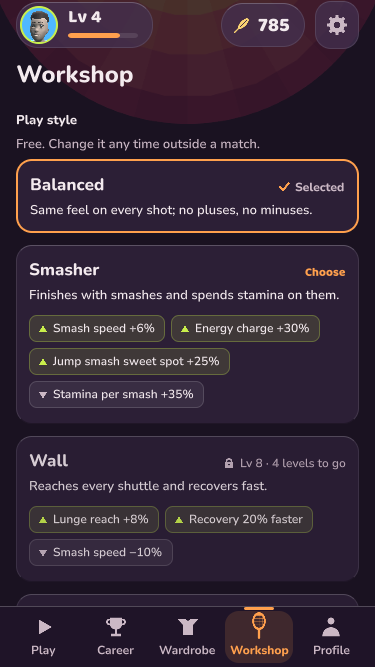 Lv 4
785
Workshop
Play style
Free. Change it any time outside a match.
Balanced
Selected
Same feel on every shot; no pluses, no minuses.
Smasher
Choose
Finishes with smashes and spends stamina on them.
Smash speed +6%
Energy charge +30%
Jump smash sweet spot +25%
Stamina per smash +35%
Wall
Lv 8 · 4 levels to go
Reaches every shuttle and recovers fast.
Lunge reach +8%
Recovery 20% faster
Smash speed −10%
Play
Career
Wardrobe
Workshop
Profile